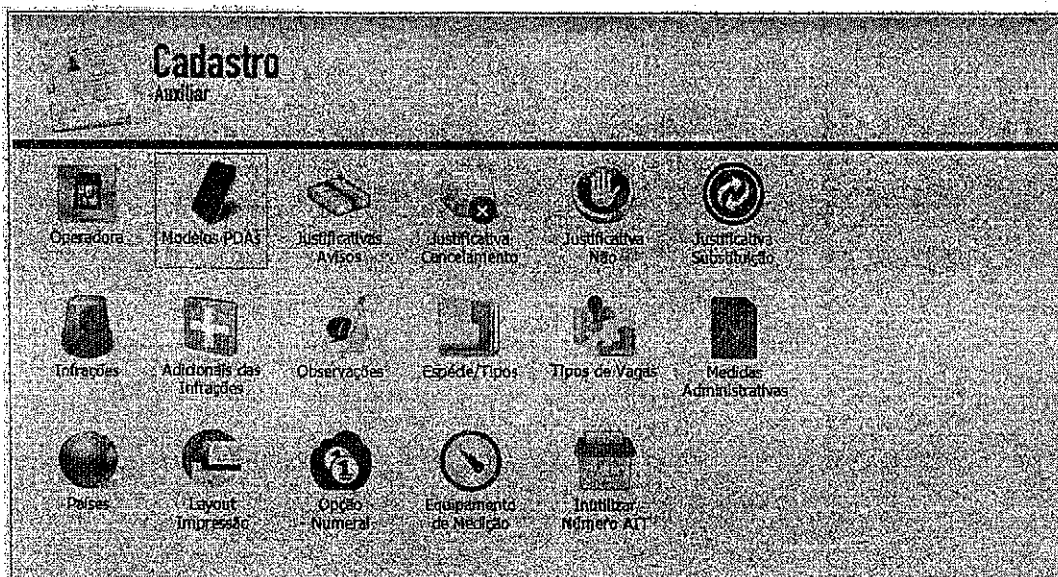 Cadastro
Auxiliar
Operadora
Modelos PDAs
Justificativas
Avisos
Justificativa
Cancelamento
Justificativa
Não
Justificativa
Substituição
Infrações
Adicionais das
Infrações
Observações
Espécie/Tipos
Tipos de Vagas
Medidas
Administrativas
Países
Layout
Impressão
Opção
Numeral
Equipamento
de Medição
Inutilizar
Número AIT